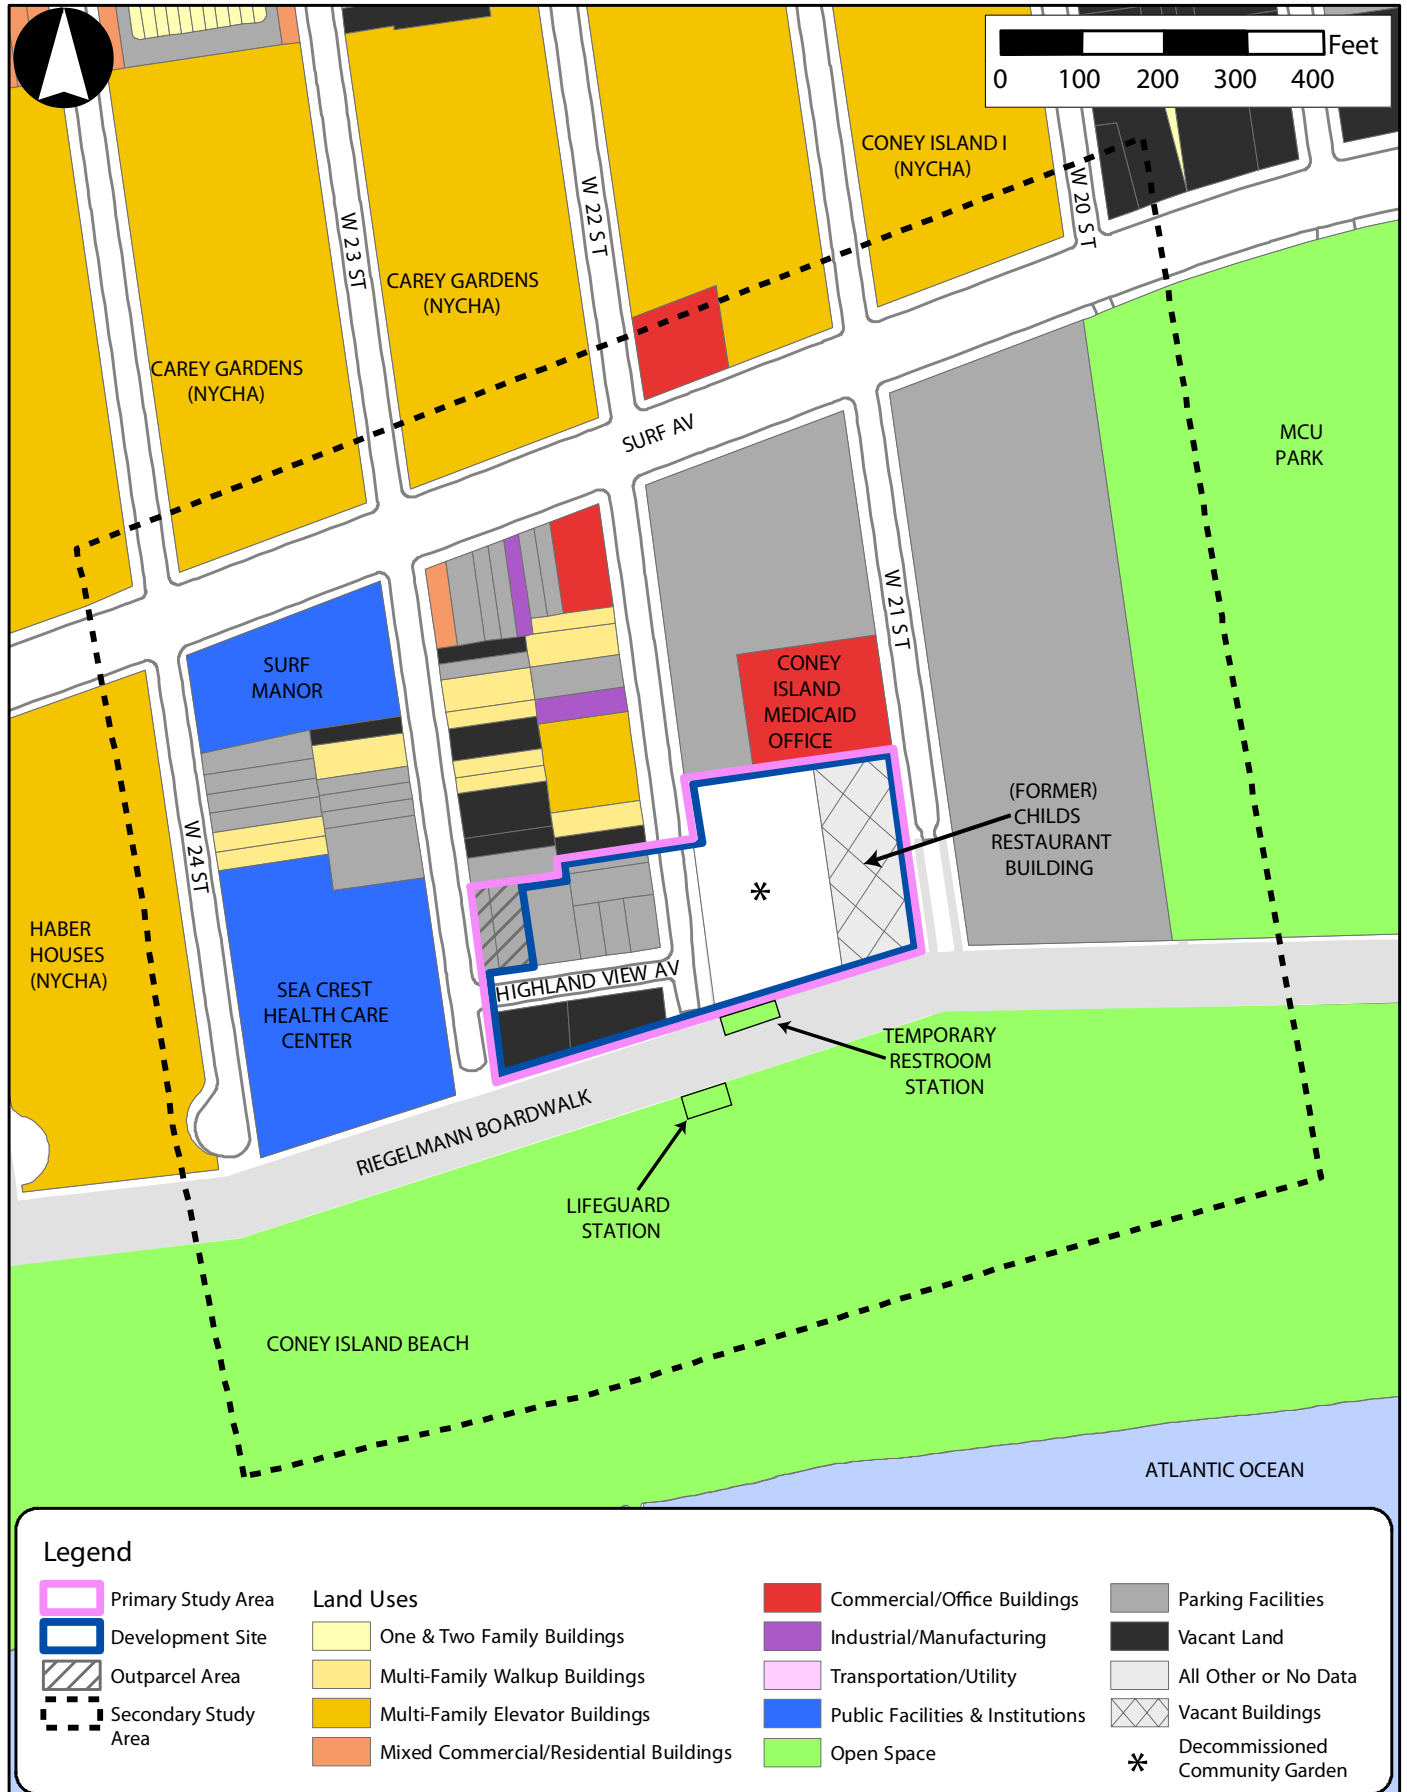 Feet
0 100 200 300 400
CONEY ISLAND I
(NYCHA)
W 20 ST
W 22 ST
W 23 ST
CAREY GARDENS
(NYCHA)
CAREY GARDENS
(NYCHA)
SURF AV
MCU
PARK
W 21 ST
SURF
MANOR
CONEY
ISLAND
MEDICAID
OFFICE
(FORMER)
CHILDS
RESTAURANT
BUILDING
W 24 ST
*
HABER
HOUSES
(NYCHA)
HIGHLAND VIEW AV
SEA CREST
HEALTH CARE
CENTER
TEMPORARY
RESTROOM
STATION
RIEGELMANN BOARDWALK
LIFEGUARD
STATION
CONEY ISLAND BEACH
ATLANTIC OCEAN
Legend
Primary Study Area
Development Site
Outparcel Area
Secondary Study
Area
Land Uses
One & Two Family Buildings
Multi-Family Walkup Buildings
Multi-Family Elevator Buildings
Mixed Commercial/Residential Buildings
Commercial/Office Buildings
Industrial/Manufacturing
Transportation/Utility
Public Facilities & Institutions
Open Space
Parking Facilities
Vacant Land
All Other or No Data
Vacant Buildings
* Decommissioned
Community Garden